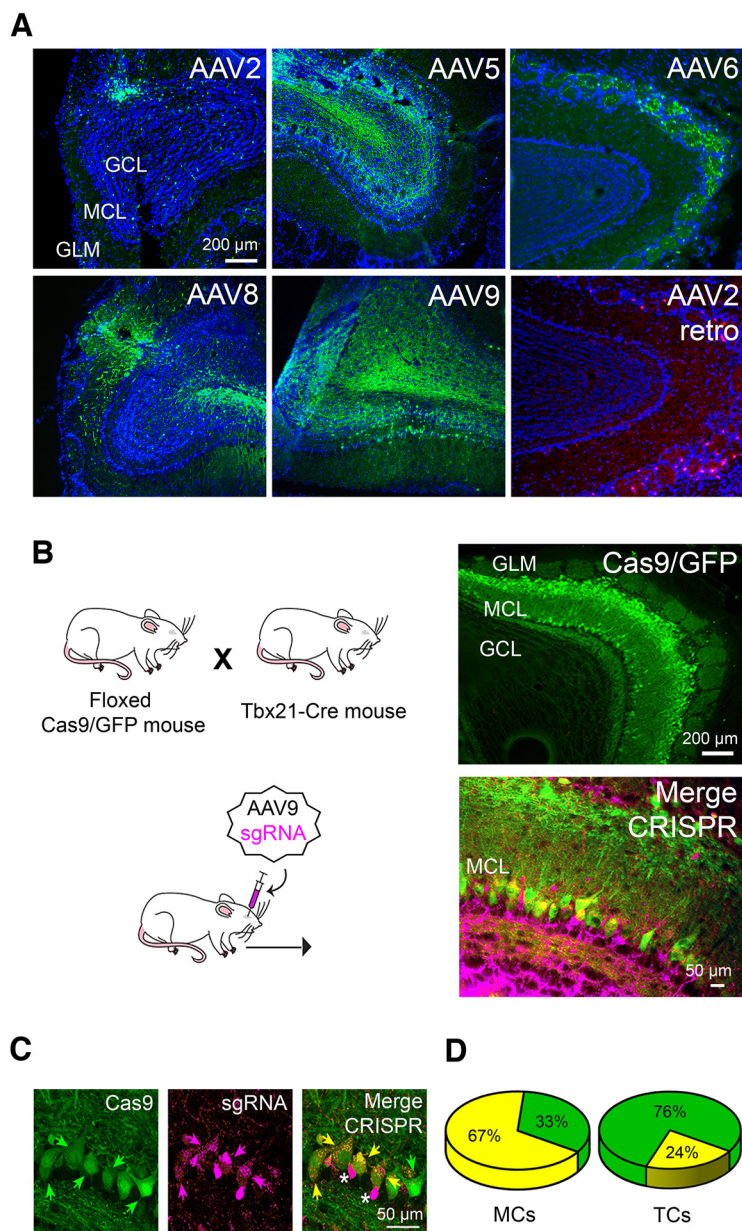 A
AAV2
GCL
MCL
GLM
200 µm
AAV5
AAV6
AAV8
AAV9
AAV2
retro
B
Floxed
Cas9/GFP mouse
X
Tbx21-Cre mouse
AAV9
sgRNA
GLM
Cas9/GFP
MCL
GCL
200 µm
Merge
CRISPR
MCL
50 µm
C
Cas9
sgRNA
Merge
CRISPR
*
*
50 µm
D
67%
33%
MCs
76%
24%
TCs